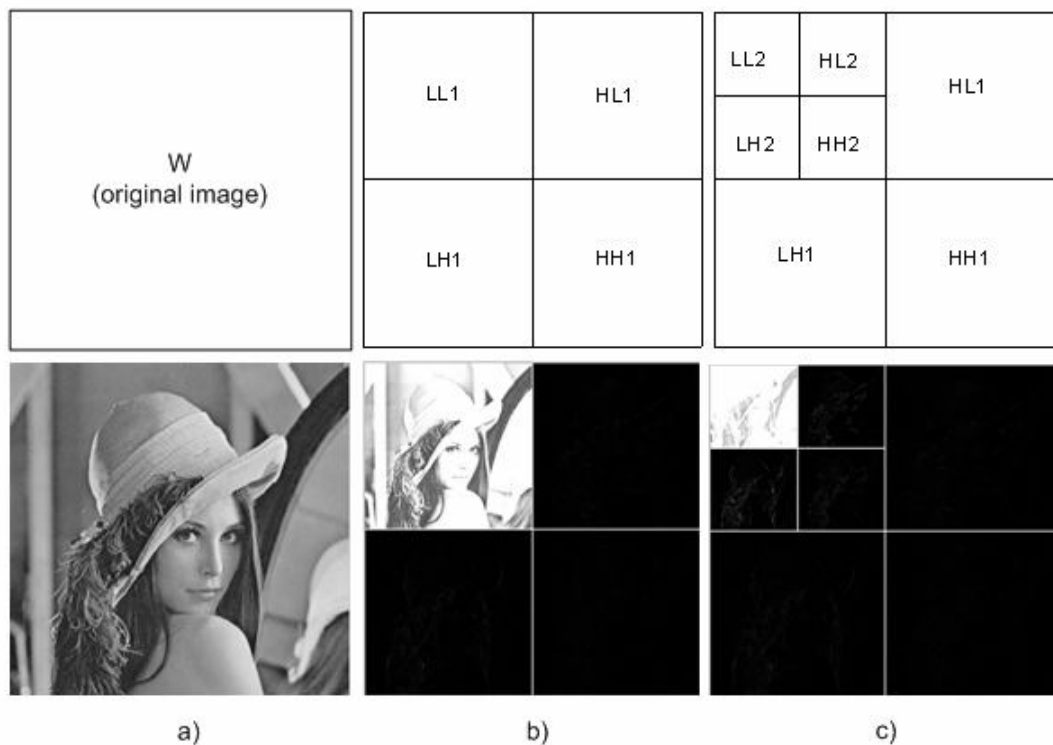 W
(original image)
LL1
HL1
LH1
HH1
LL2
HL2
LH2
HH2
HL1
LH1
HH1
a)
b)
c)